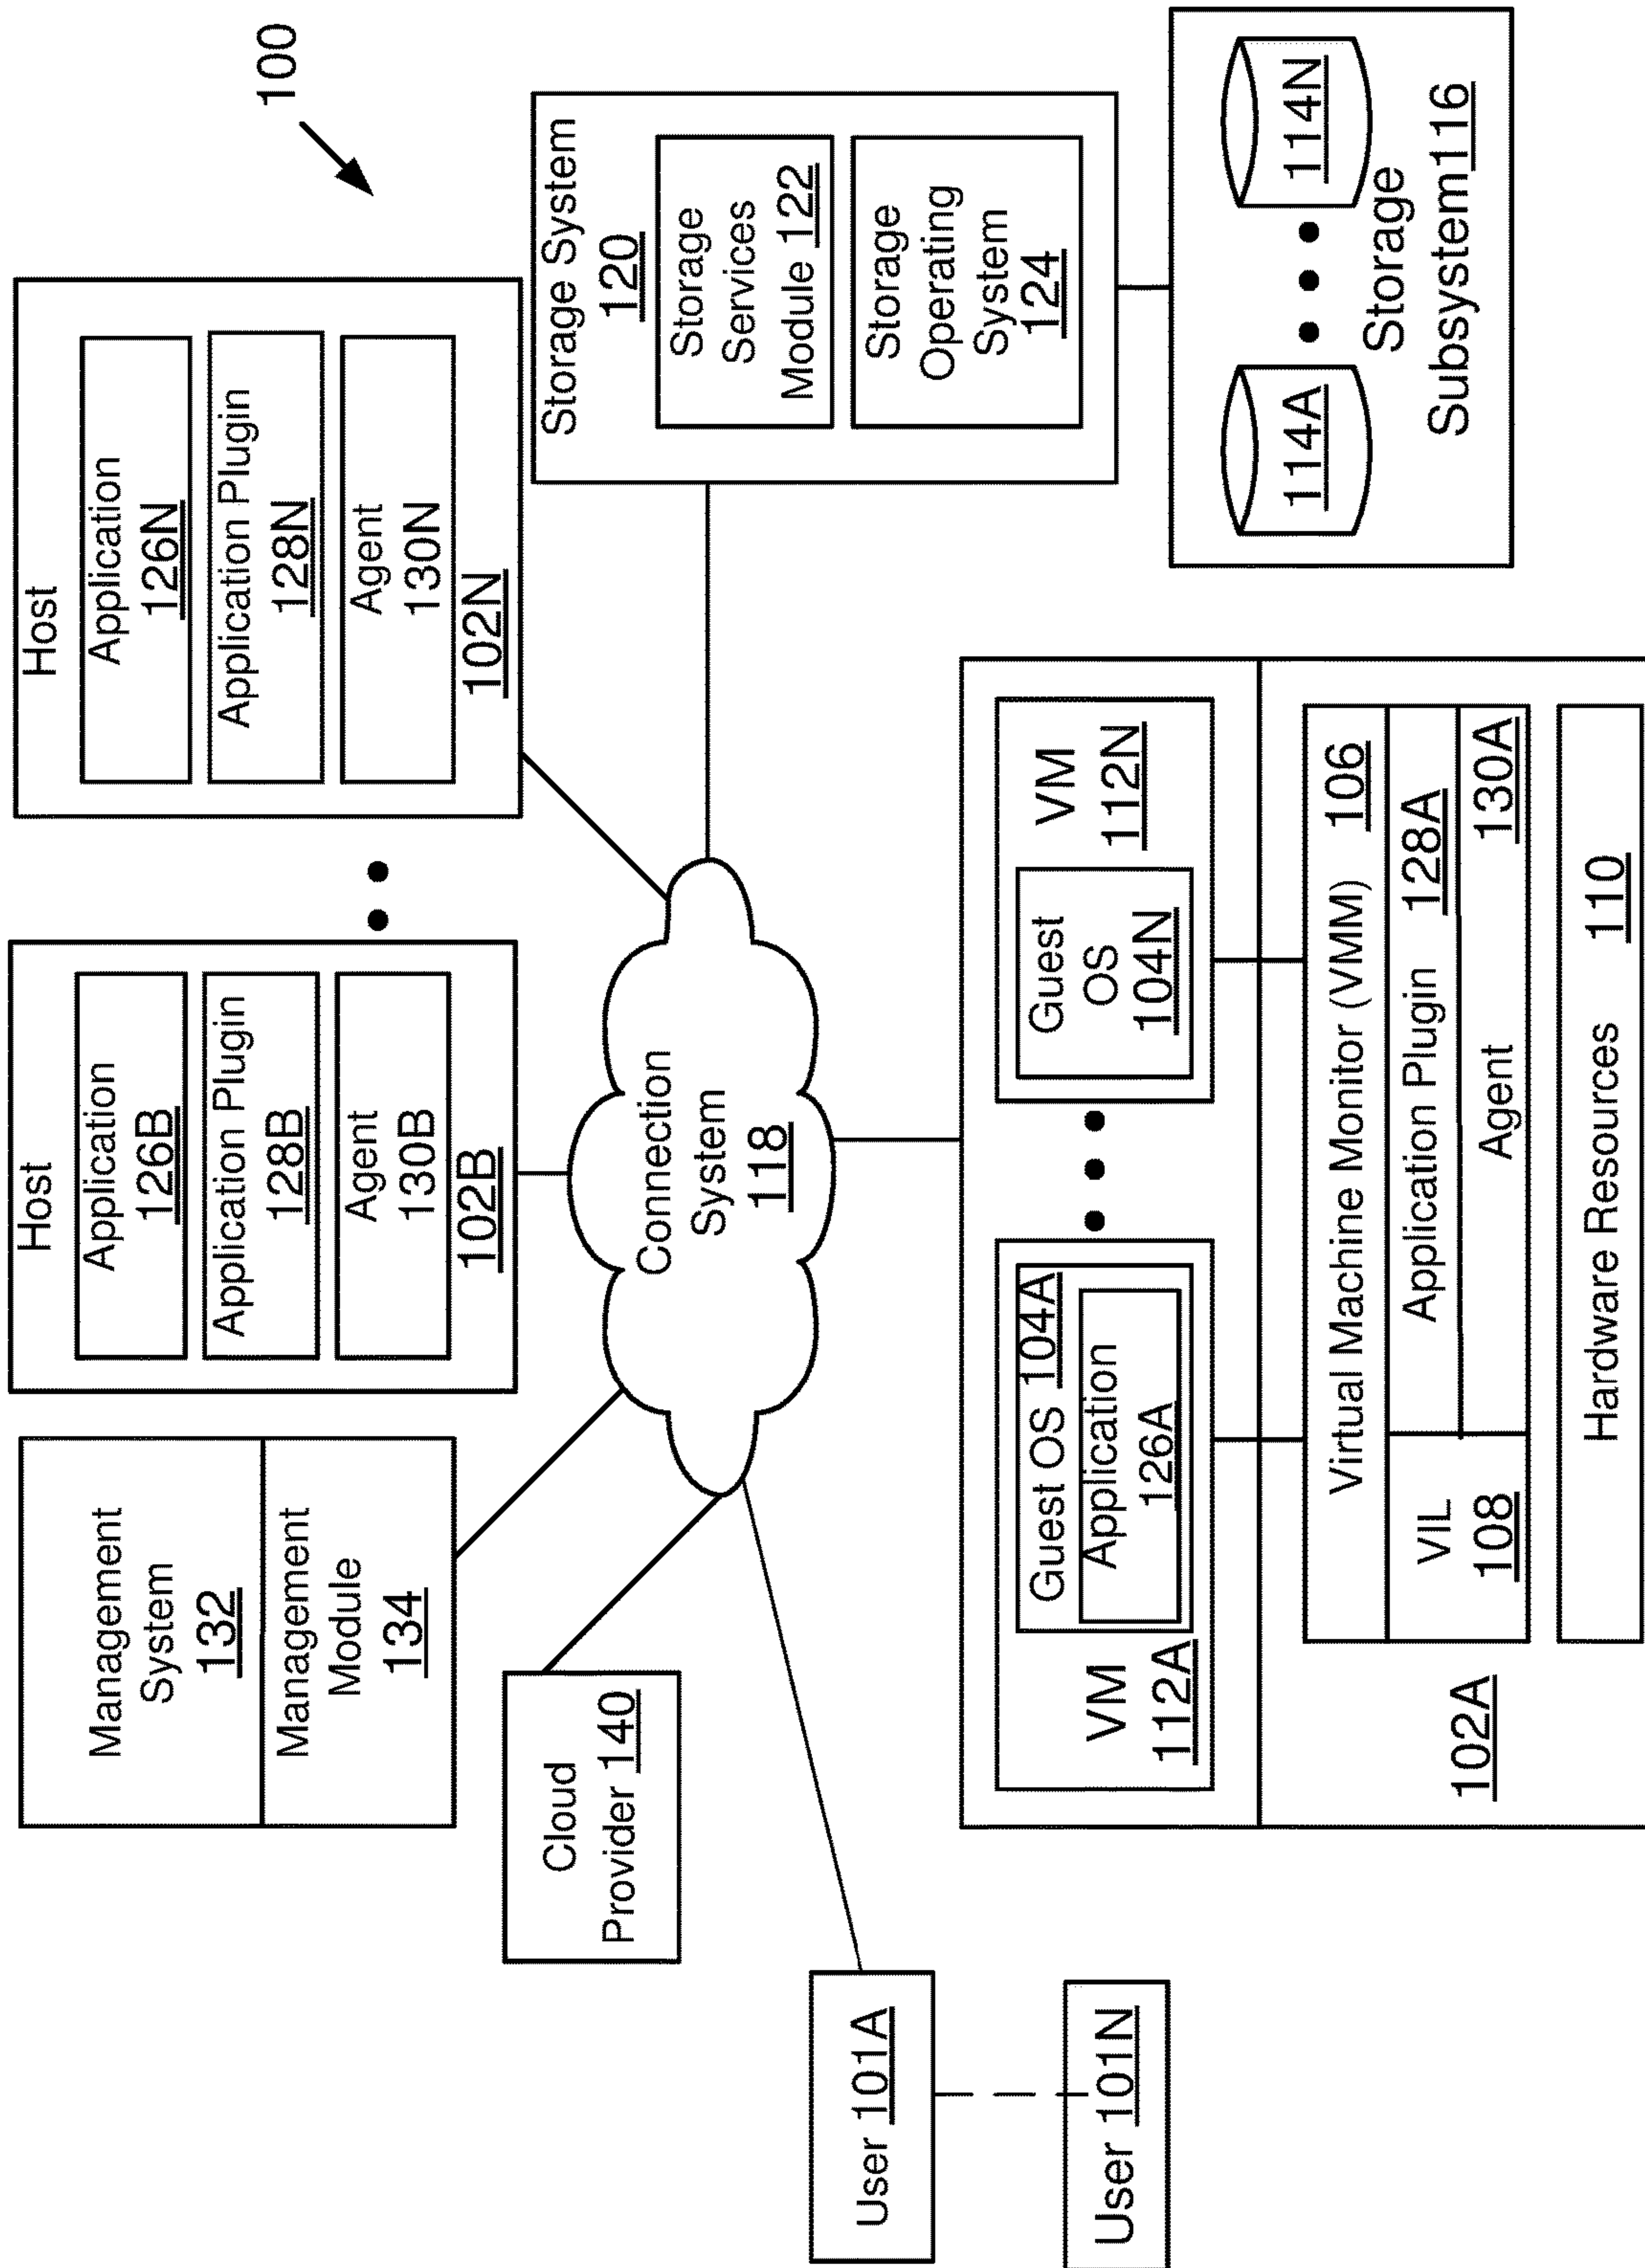 100
Management
System
132
Management
Module
134
Host
Application
126B
Application Plugin
128B
Agent
130B
102B
Host
Application
126N
Application Plugin
128N
Agent
130N
102N
Cloud
Provider 140
Connection
System
118
Storage System
120
Storage
Services
Module 122
Storage
Operating
System
124
User 101A
User 101N
Guest OS 104A
Application
126A
VM
112A
Guest
OS
104N
VM
112N
Virtual Machine Monitor (VMM) 106
VIL
108
Application Plugin 128A
Agent 130A
Hardware Resources 110
102A
114A
114N
Storage
Subsystem116